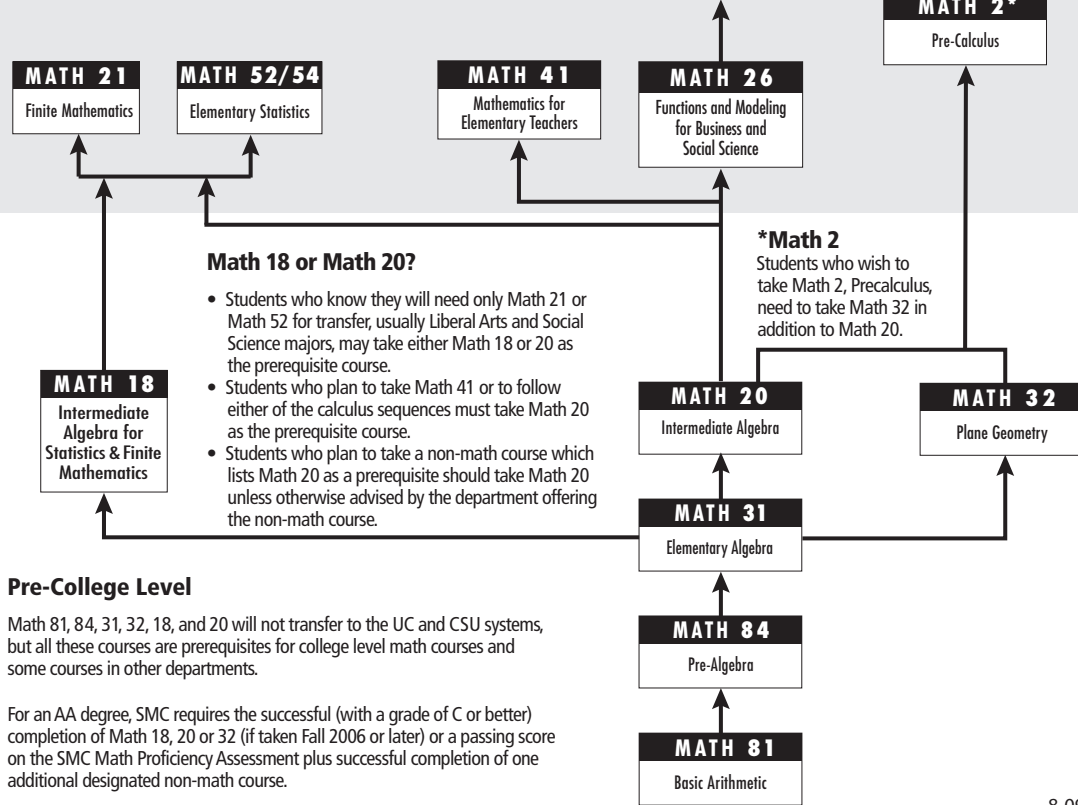 MATH 2*
Pre-Calculus
MATH 21
Finite Mathematics
MATH 52/54
Elementary Statistics
MATH 41
Mathematics for
Elementary Teachers
MATH 26
Functions and Modeling
for Business and
Social Science
*Math 2
Students who wish to
take Math 2, Precalculus,
need to take Math 32 in
addition to Math 20.
Math 18 or Math 20?
• Students who know they will need only Math 21 or
Math 52 for transfer, usually Liberal Arts and Social
Science majors, may take either Math 18 or 20 as
the prerequisite course.
• Students who plan to take Math 41 or to follow
either of the calculus sequences must take Math 20
as the prerequisite course.
• Students who plan to take a non-math course which
lists Math 20 as a prerequisite should take Math 20
unless otherwise advised by the department offering
the non-math course.
MATH 18
Intermediate
Algebra for
Statistics & Finite
Mathematics
MATH 20
Intermediate Algebra
MATH 32
Plane Geometry
MATH 31
Elementary Algebra
Pre-College Level
Math 81, 84, 31, 32, 18, and 20 will not transfer to the UC and CSU systems,
but all these courses are prerequisites for college level math courses and
some courses in other departments.
For an AA degree, SMC requires the successful (with a grade of C or better)
completion of Math 18, 20 or 32 (if taken Fall 2006 or later) or a passing score
on the SMC Math Proficiency Assessment plus successful completion of one
additional designated non-math course.
MATH 84
Pre-Algebra
MATH 81
Basic Arithmetic